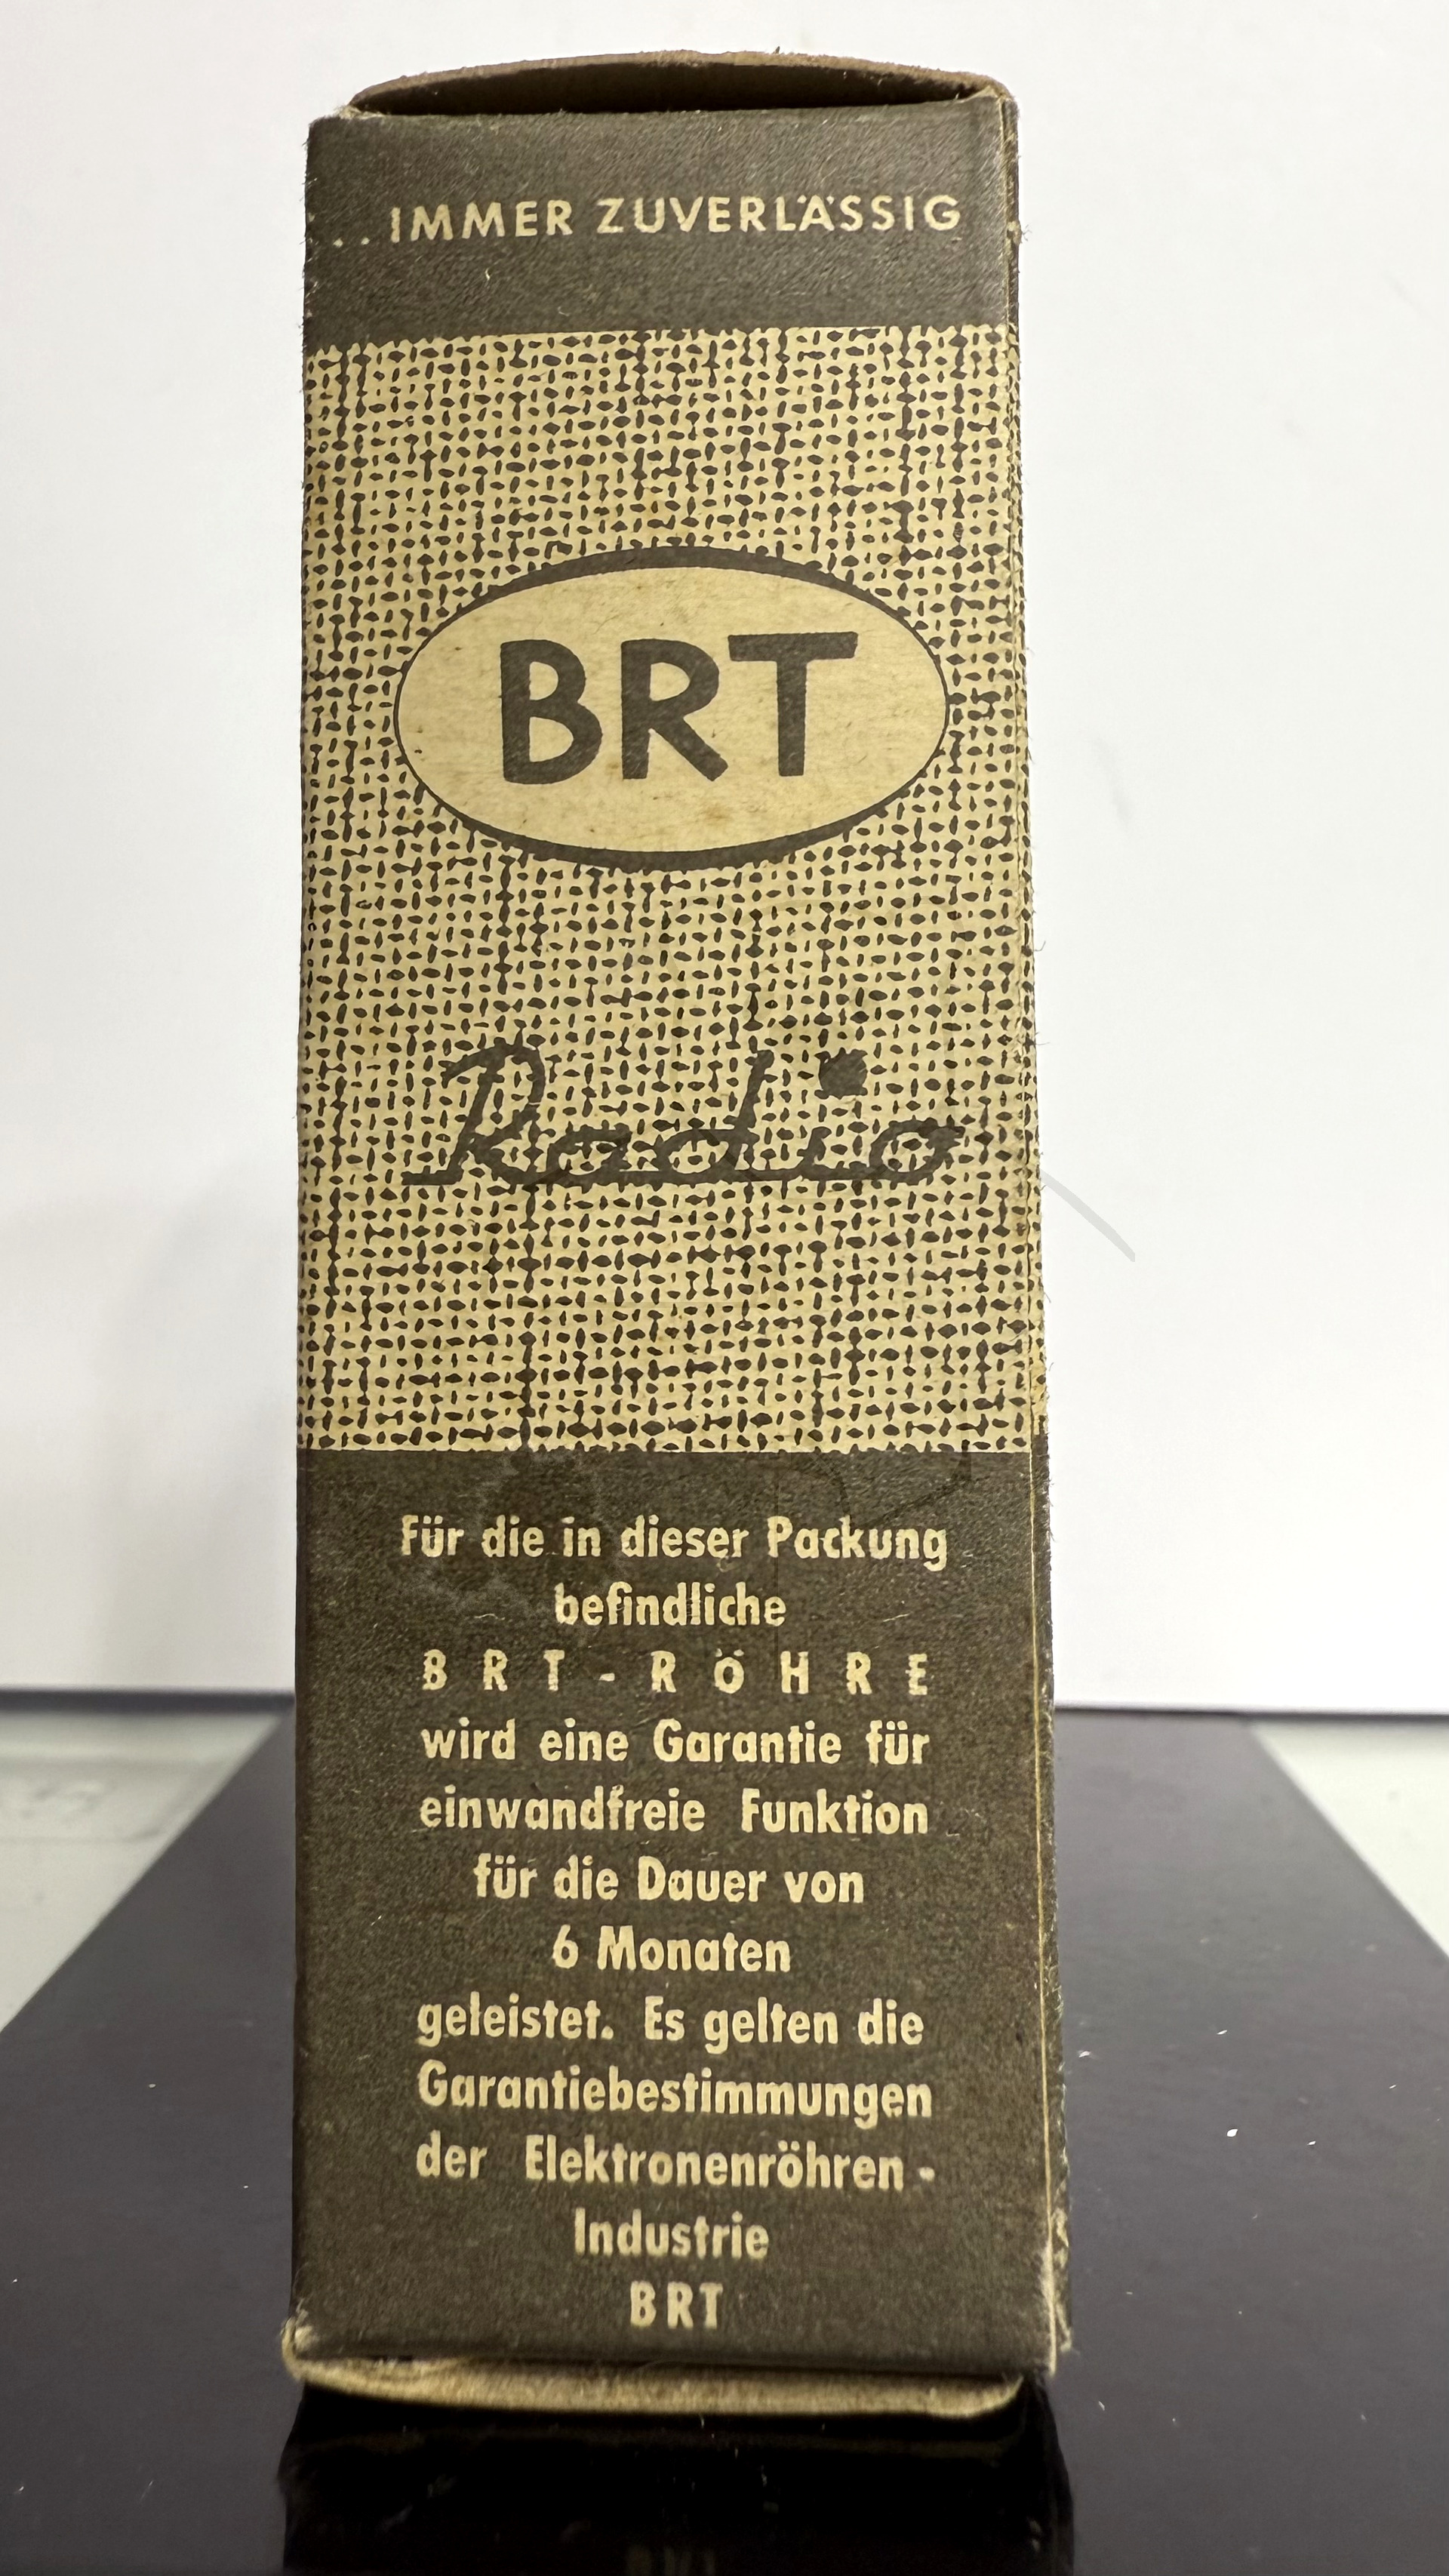 ..IMMER ZUVERLÄSSIG
BRT
Radio
Für die in dieser Packung
befindliche
BRT-RÖHRE
wird eine Garantie für
einwandfreie Funktion
für die Dauer von
6 Monaten
geleistet. Es gelten die
Garantiebestimmungen
der Elektronenröhren-
Industrie
BRT